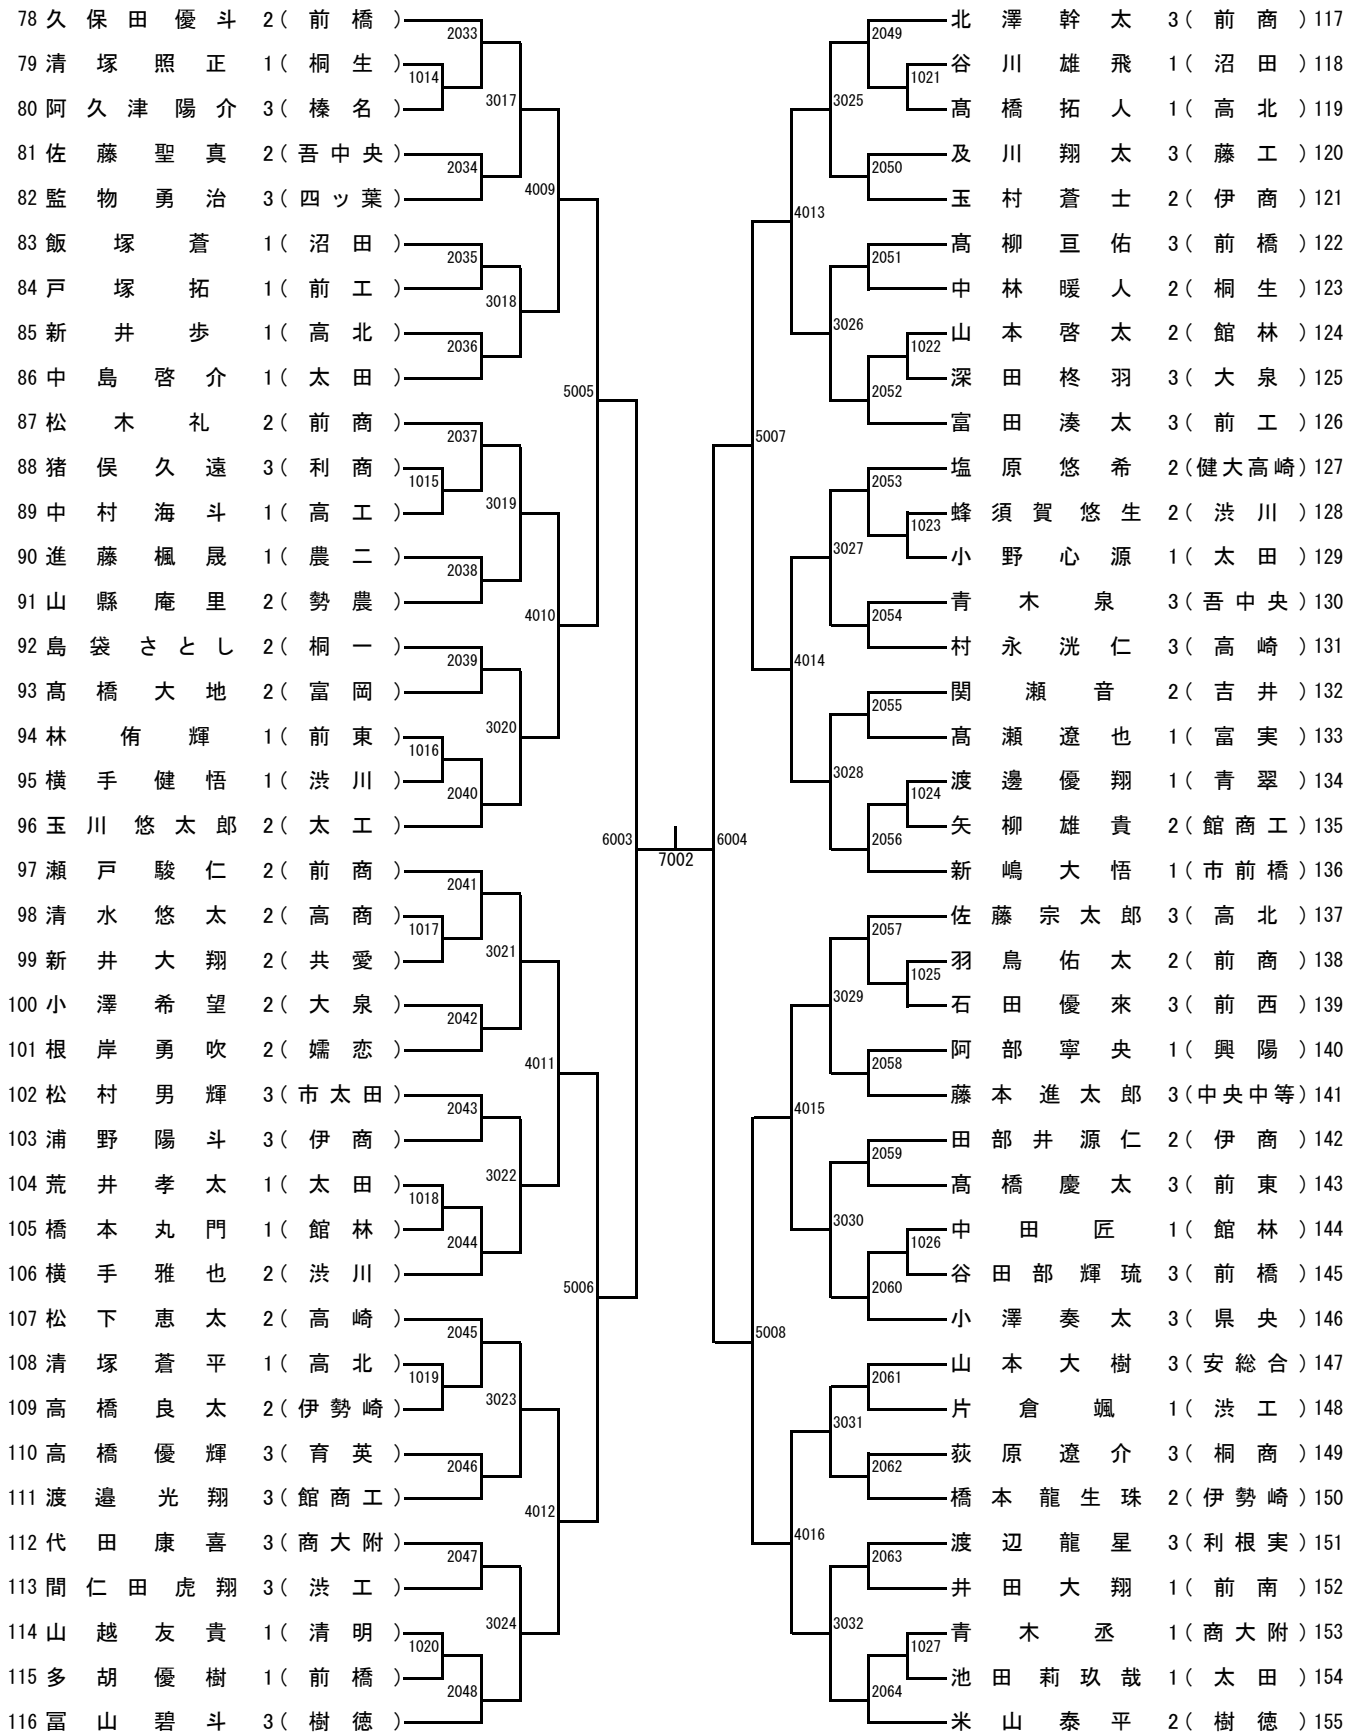 78 久保田優斗 2(前橋)
79 清塚照正 1(桐生)
80 阿久津陽介 3(榛名)
81 佐藤聖真 2(吾中央)
82 監物勇治 3(四ッ葉)
83 飯塚蒼 1(沼田)
84 戸塚拓 1(前工)
85 新井歩 1(高北)
86 中島啓介 1(太田)
87 松木礼 2(前商)
88 猪俣久遠 3(利商)
89 中村海斗 1(高工)
90 進藤楓晟 1(農二)
91 山縣庵里 2(勢農)
92 島袋さとし 2(桐一)
93 髙橋大地 2(富岡)
94 林侑輝 1(前東)
95 横手健悟 1(渋川)
96 玉川悠太郎 2(太工)
97 瀬戸駿仁 2(前商)
98 清水悠太 2(高商)
99 新井大翔 2(共愛)
100 小澤希望 2(大泉)
101 根岸勇吹 2(嬬恋)
102 松村男輝 3(市太田)
103 浦野陽斗 3(伊商)
104 荒井孝太 1(太田)
105 橋本丸門 1(館林)
106 横手雅也 2(渋川)
107 松下恵太 2(高崎)
108 清塚蒼平 1(高北)
109 高橋良太 2(伊勢崎)
110 高橋優輝 3(育英)
111 渡邉光翔 3(館商工)
112 代田康喜 3(商大附)
113 間仁田虎翔 3(渋工)
114 山越友貴 1(清明)
115 多胡優樹 1(前橋)
116 冨山碧斗 3(樹徳)
1014
1015
1016
1017
1018
1019
1020
2033
2034
2035
2036
2037
2038
2039
2040
2041
2042
2043
2044
2045
2046
2047
2048
3017
3018
3019
3020
3021
3022
3023
3024
4009
4010
4011
4012
5005
5006
6003
7002
6004
5007
5008
4013
4014
4015
4016
3025
3026
3027
3028
3029
3030
3031
3032
2049
2050
2051
2052
2053
2054
2055
2056
2057
2058
2059
2060
2061
2062
2063
2064
1021
1022
1023
1024
1025
1026
1027
北澤幹太 3(前商)117
谷川雄飛 1(沼田)118
髙橋拓人 1(高北)119
及川翔太 3(藤工)120
玉村蒼士 2(伊商)121
髙柳亘佑 3(前橋)122
中林暖人 2(桐生)123
山本啓太 2(館林)124
深田柊羽 3(大泉)125
富田湊太 3(前工)126
塩原悠希 2(健大高崎)127
蜂須賀悠生 2(渋川)128
小野心源 1(太田)129
青木泉 3(吾中央)130
村永洸仁 3(高崎)131
関瀬音 2(吉井)132
髙瀬遼也 1(富実)133
渡邊優翔 1(青翠)134
矢柳雄貴 2(館商工)135
新嶋大悟 1(市前橋)136
佐藤宗太郎 3(高北)137
羽鳥佑太 2(前商)138
石田優來 3(前西)139
阿部寧央 1(興陽)140
藤本進太郎 3(中央中等)141
田部井源仁 2(伊商)142
髙橋慶太 3(前東)143
中田匠 1(館林)144
谷田部輝琉 3(前橋)145
小澤奏太 3(県央)146
山本大樹 3(安総合)147
片倉颯 1(渋工)148
荻原遼介 3(桐商)149
橋本龍生珠 2(伊勢崎)150
渡辺龍星 3(利根実)151
井田大翔 1(前南)152
青木丞 1(商大附)153
池田莉玖哉 1(太田)154
米山泰平 2(樹徳)155